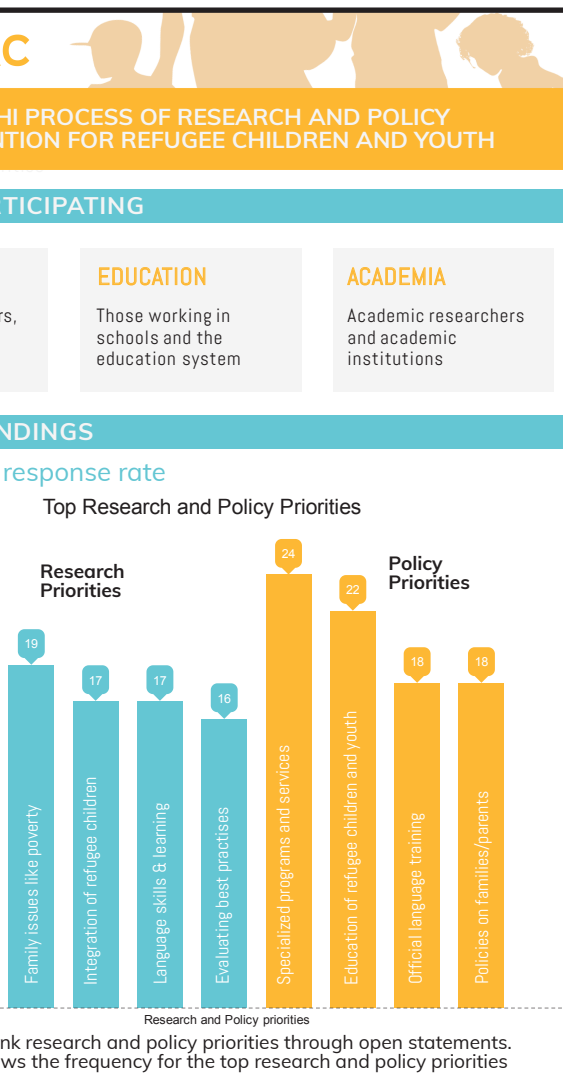 C
HI PROCESS OF RESEARCH AND POLICY
NTION FOR REFUGEE CHILDREN AND YOUTH
TICIPATING
rs,
EDUCATION
Those working in
schools and the
education system
ACADEMIA
Academic researchers
and academic
institutions
NDINGS
response rate
Top Research and Policy Priorities
Research
Priorities
Policy
Priorities
19
17
17
16
24
22
18
18
Family issues like poverty
Integration of refugee children
Language skills & learning
Evaluating best practises
Specialized programs and services
Education of refugee children and youth
Official language training
Policies on families/parents
Research and Policy priorities
nk research and policy priorities through open statements.
ws the frequency for the top research and policy priorities